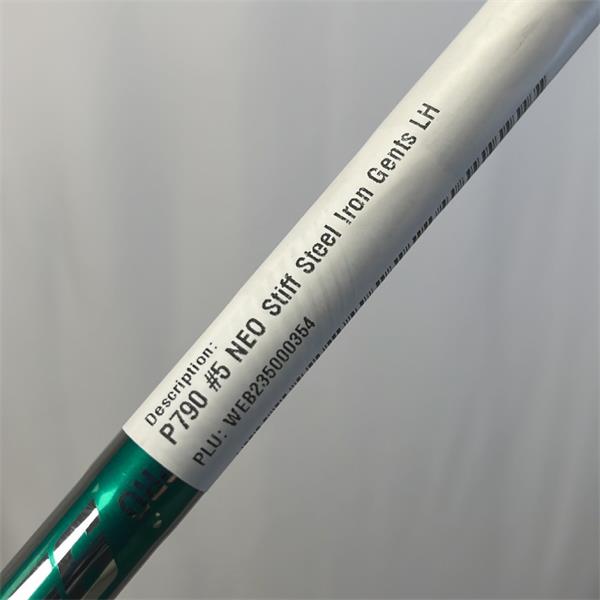 Description:
P790 #5 NEO Stiff Steel Iron Gents LH
PLU: WEB235000354